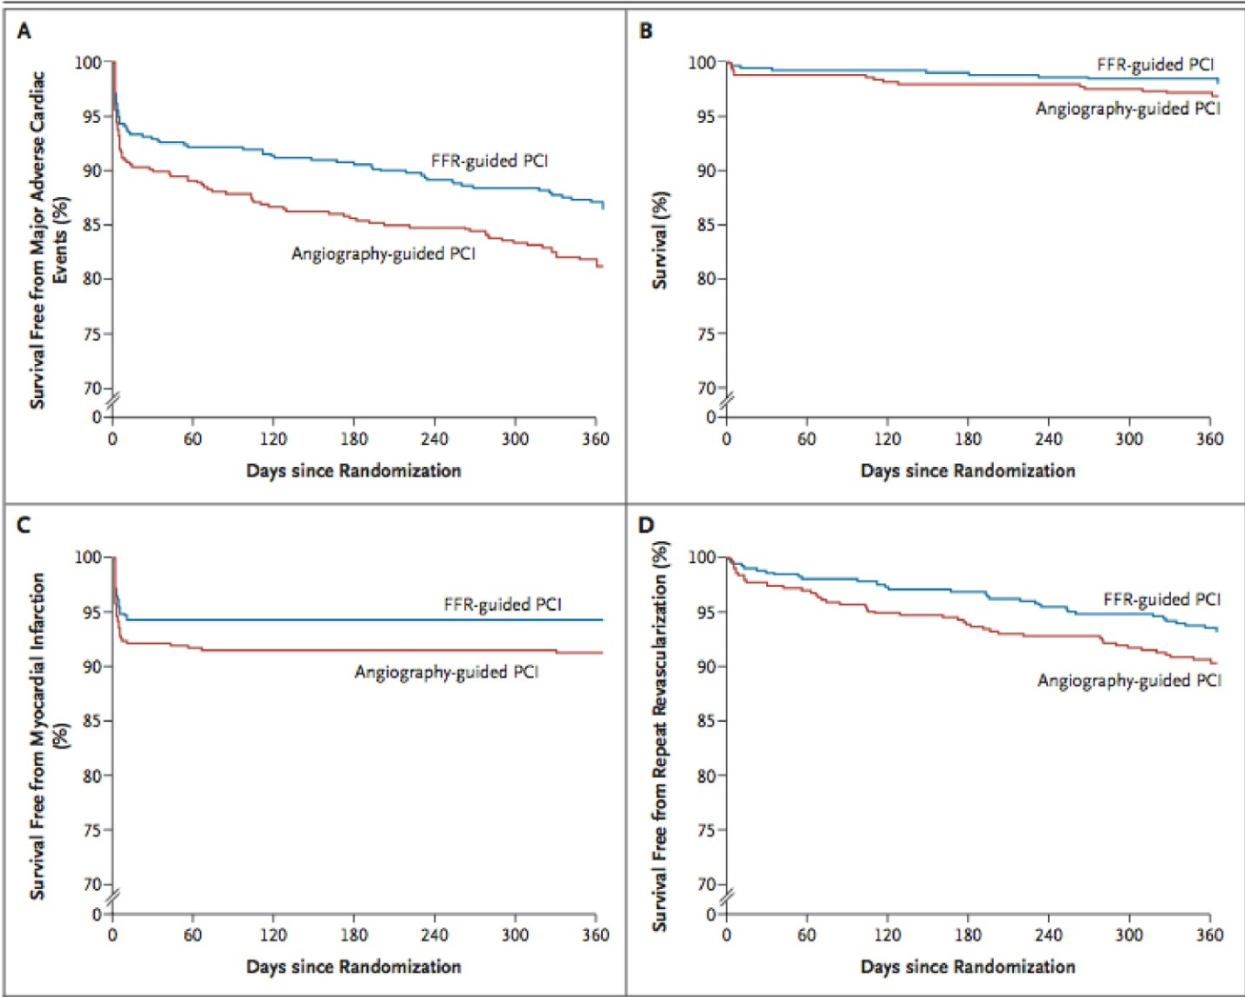 A
Survival Free from Major Adverse Cardiac
Events (%)
100
95
90
85
80
75
70
0
FFR-guided PCI
Angiography-guided PCI
0 60 120 180 240 300 360
Days since Randomization
B
Survival (%)
100
95
90
85
80
75
70
0
FFR-guided PCI
Angiography-guided PCI
0 60 120 180 240 300 360
Days since Randomization
C
Survival Free from Myocardial Infarction
(%)
100
95
90
85
80
75
70
0
FFR-guided PCI
Angiography-guided PCI
0 60 120 180 240 300 360
Days since Randomization
D
Survival Free from Repeat Revascularization (%)
100
95
90
85
80
75
70
0
FFR-guided PCI
Angiography-guided PCI
0 60 120 180 240 300 360
Days since Randomization